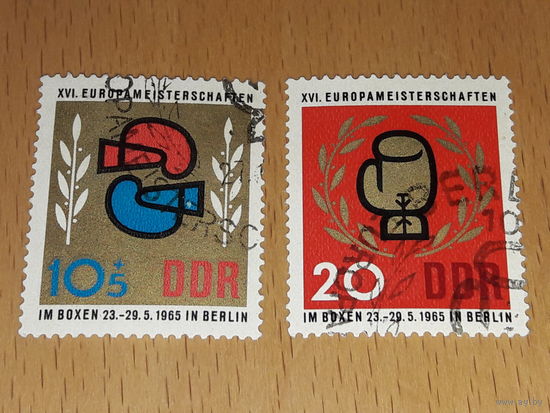 XVI. EUROPAMEISTERSCHAFTEN
10+5 DDR
IM BOXEN 23.-29.5.1965 IN BERLIN
XVI. EUROPAMEISTERSCHAFTEN
20 DDR
IM BOXEN 23.-29.5.1965 IN BERLIN